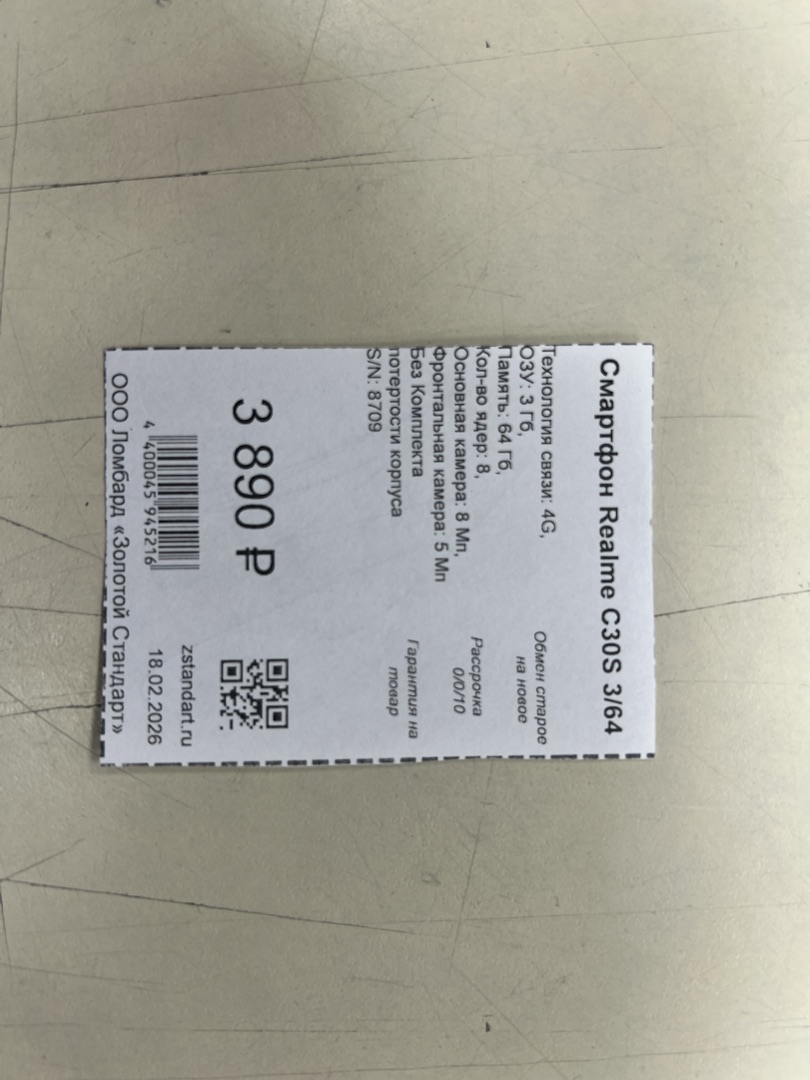 Смартфон Realme C30S 3/64
Технология связи: 4G,
ОЗУ: 3 Гб,
Память: 64 Гб,
Кол-во ядер: 8,
Основная камера: 8 Мп,
Фронтальная камера: 5 Мп
Без Комплекта
потертости корпуса
S/N: 8709
Обмен старое
на новое
Рассрочка
0/0/10
Гарантия на
товар
3 890 ₽
4 400045 945216
zstandart.ru
18.02.2026
ООО Ломбард «Золотой Стандарт»